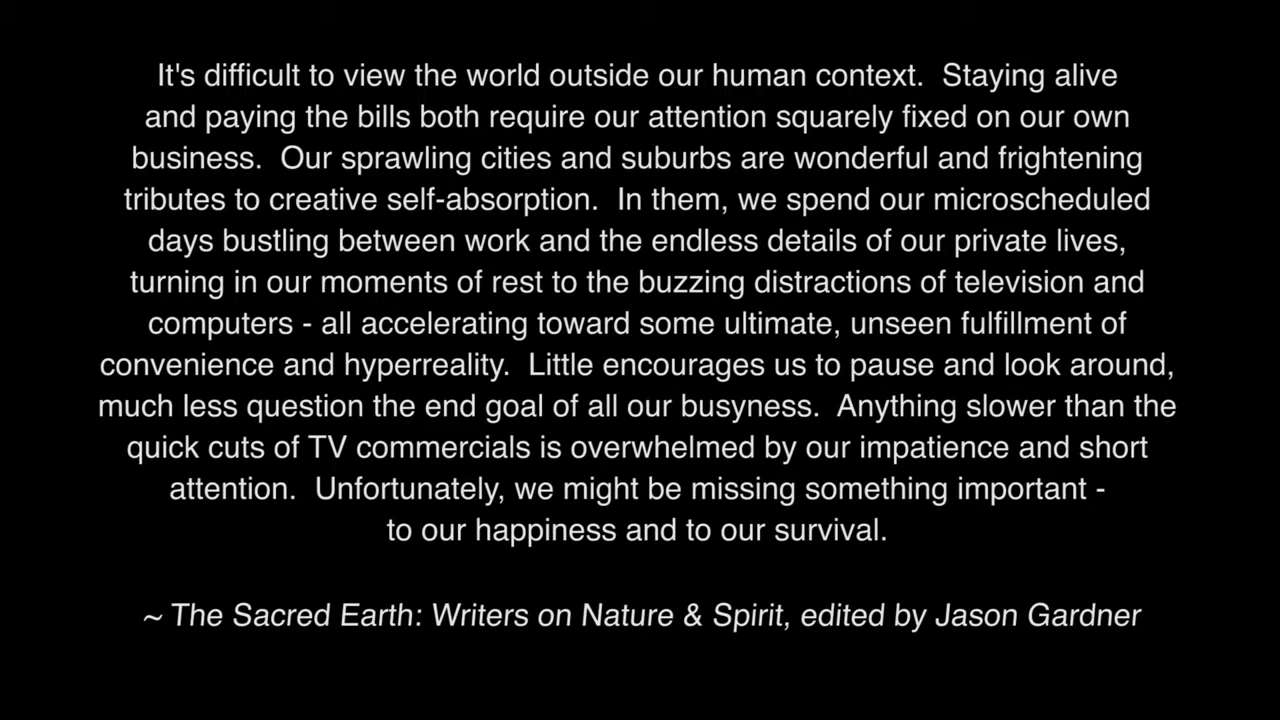 It's difficult to view the world outside our human context.  Staying alive
and paying the bills both require our attention squarely fixed on our own
business.  Our sprawling cities and suburbs are wonderful and frightening
tributes to creative self-absorption.  In them, we spend our microscheduled
days bustling between work and the endless details of our private lives,
turning in our moments of rest to the buzzing distractions of television and
computers - all accelerating toward some ultimate, unseen fulfillment of
convenience and hyperreality.  Little encourages us to pause and look around,
much less question the end goal of all our busyness.  Anything slower than the
quick cuts of TV commercials is overwhelmed by our impatience and short
attention.  Unfortunately, we might be missing something important -
to our happiness and to our survival.
~ The Sacred Earth: Writers on Nature & Spirit, edited by Jason Gardner